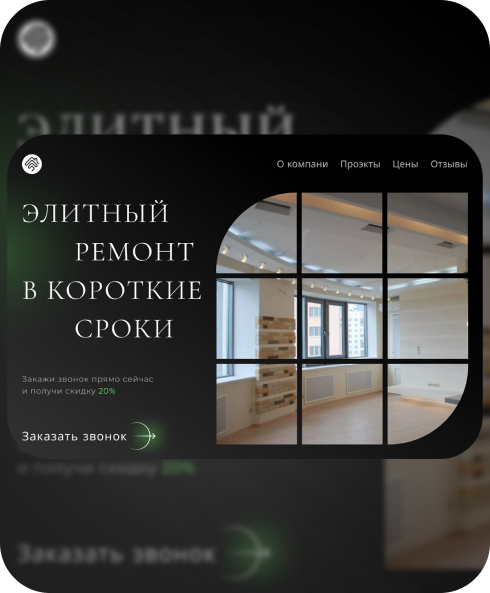 ЭЛИТНЫЙ
О компани Проэкты Цены Отзывы
ЭЛИТНЫЙ
РЕМОНТ
В КОРОТКИЕ
СРОКИ
Закажи звонок прямо сейчас
и получи скидку 20%
Заказать звонок
и получи скидку 20%
Заказать звонок